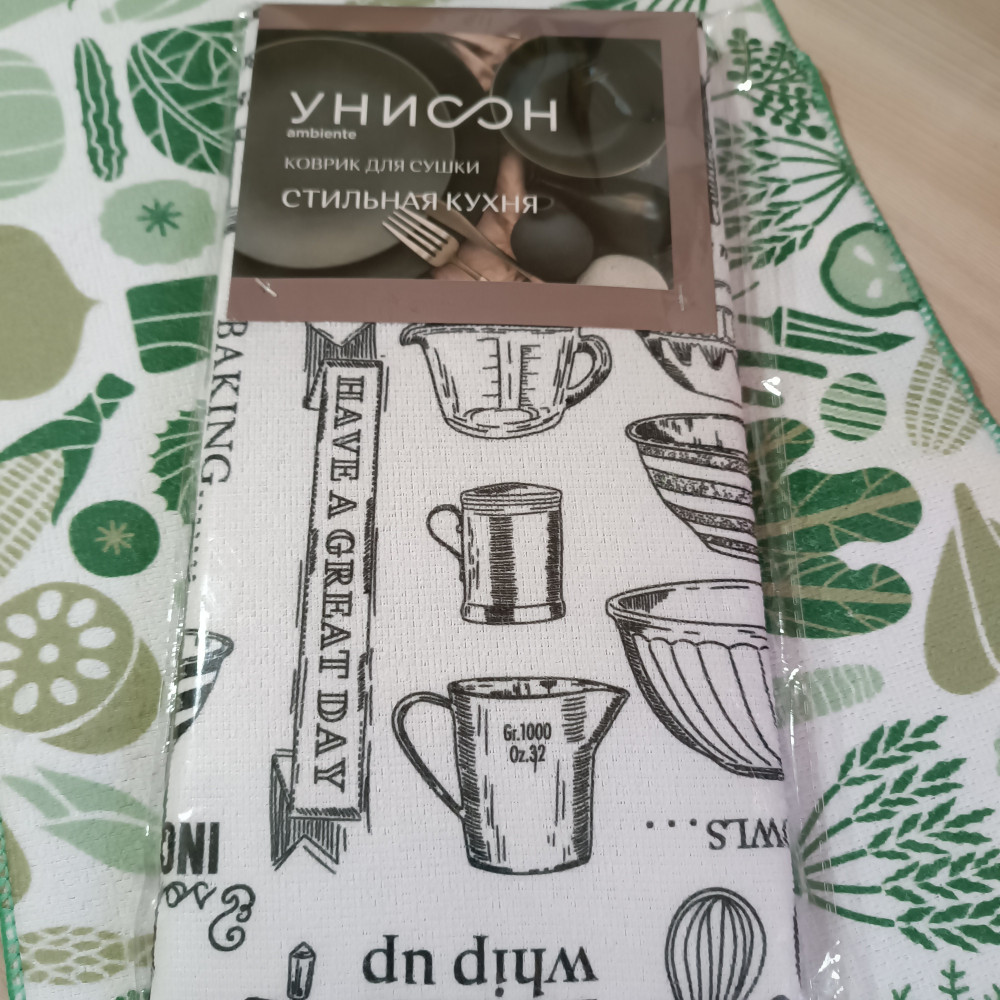 УНИСОН
ambiente
КОВРИК ДЛЯ СУШКИ
СТИЛЬНАЯ КУХНЯ
BAKING......
HAVE A GREAT DAY
Gr.1000
Oz.32
whip up